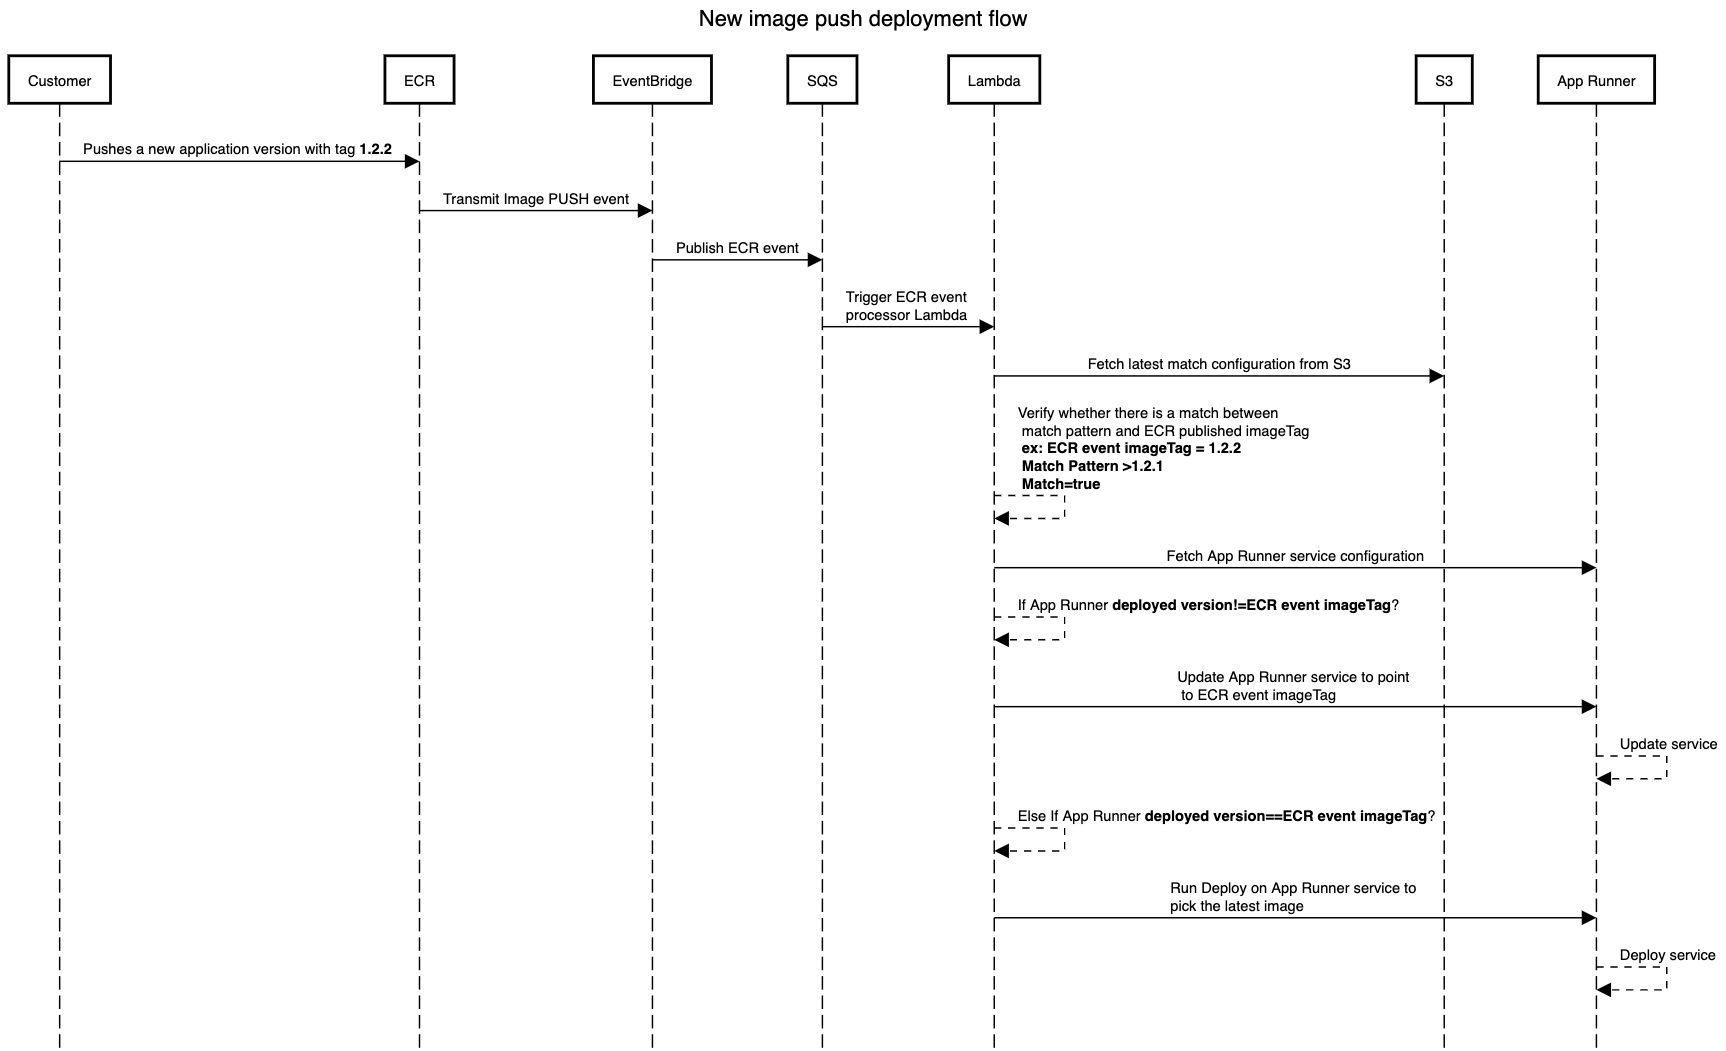 New image push deployment flow
Customer
ECR
EventBridge
SQS
Lambda
S3
App Runner
Pushes a new application version with tag 1.2.2
Transmit Image PUSH event
Publish ECR event
Trigger ECR event
processor Lambda
Fetch latest match configuration from S3
Verify whether there is a match between
match pattern and ECR published imageTag
ex: ECR event imageTag = 1.2.2
Match Pattern >1.2.1
Match=true
Fetch App Runner service configuration
If App Runner deployed version!=ECR event imageTag?
Update App Runner service to point
to ECR event imageTag
Update service
Else If App Runner deployed version==ECR event imageTag?
Run Deploy on App Runner service to
pick the latest image
Deploy service